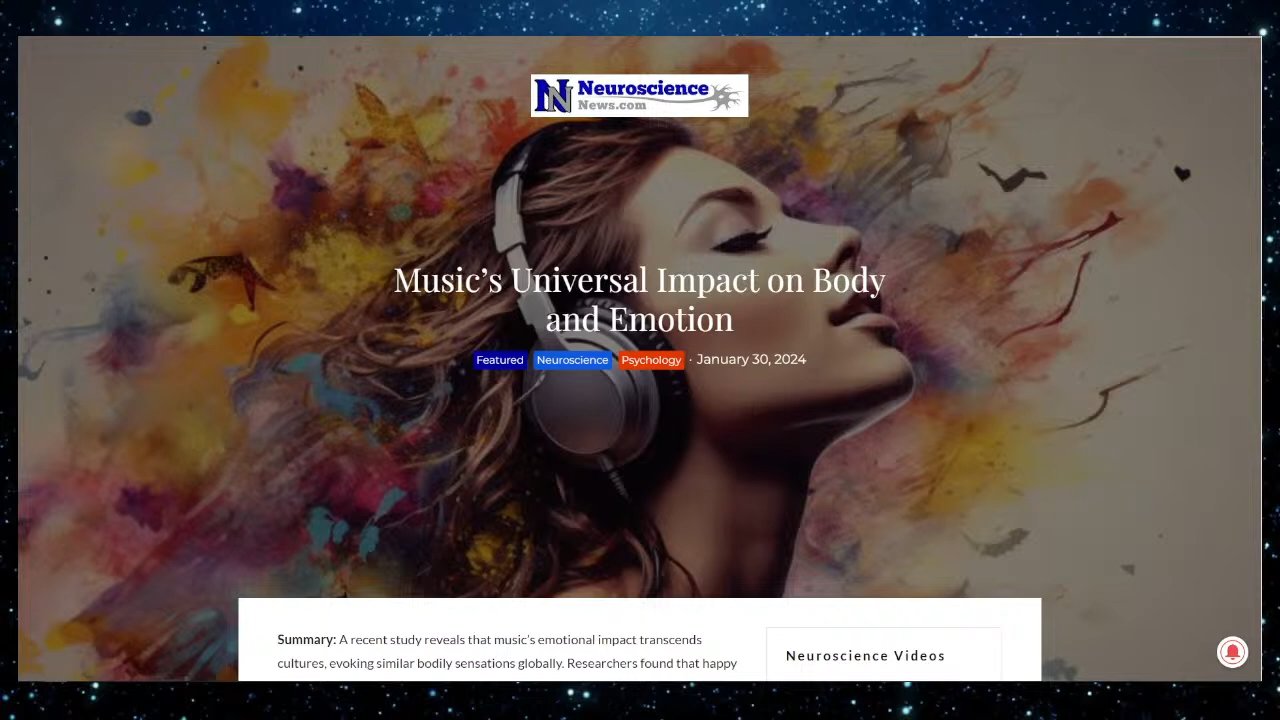 Neuroscience
News.com
Music’s Universal Impact on Body
and Emotion
Featured Neuroscience Psychology · January 30, 2024
Summary: A recent study reveals that music’s emotional impact transcends
cultures, evoking similar bodily sensations globally. Researchers found that happy
Neuroscience Videos